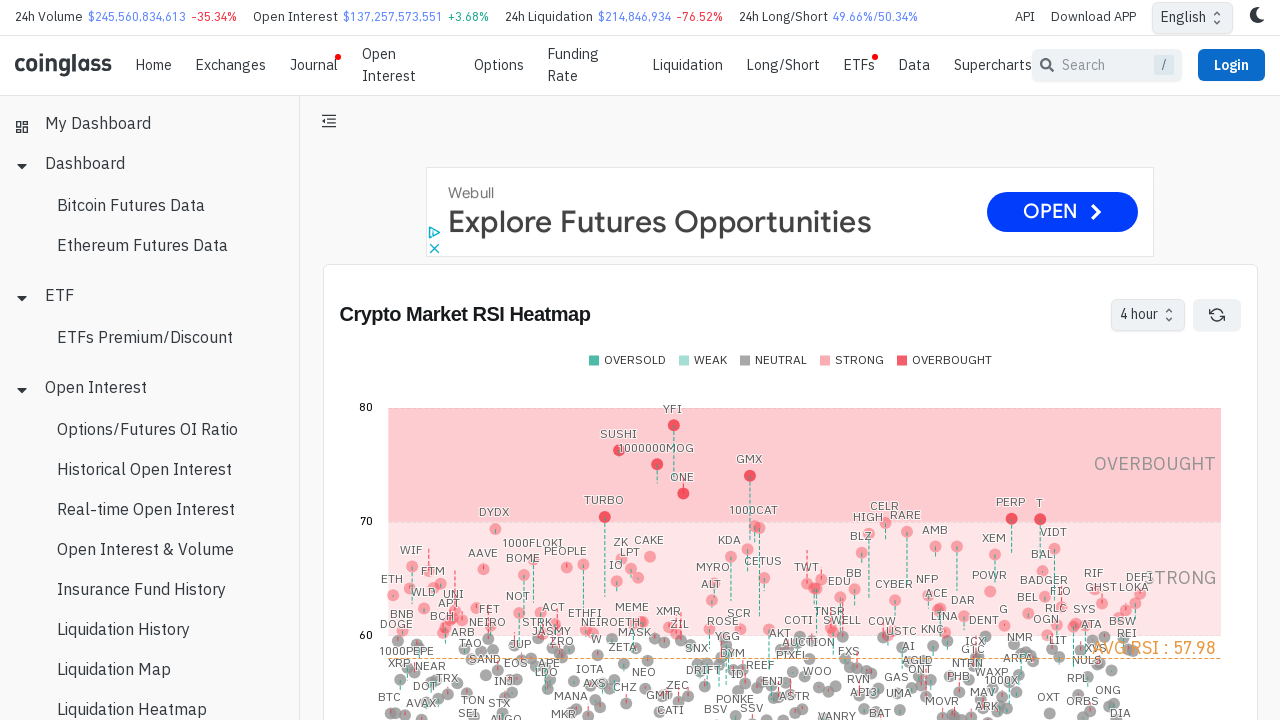 24h Volume $245,560,834,613 -35.34% Open Interest $137,257,573,551 +3.68% 24h Liquidation $214,846,934 -76.52% 24h Long/Short 49.66%/50.34% API Download APP English
coinglass Home Exchanges Journal Open Interest Options Funding Rate Liquidation Long/Short ETFs Data Supercharts Search / Login
My Dashboard
Dashboard
Bitcoin Futures Data
Ethereum Futures Data
ETF
ETFs Premium/Discount
Open Interest
Options/Futures OI Ratio
Historical Open Interest
Real-time Open Interest
Open Interest & Volume
Insurance Fund History
Liquidation History
Liquidation Map
Liquidation Heatmap
Webull
Explore Futures Opportunities
OPEN
Crypto Market RSI Heatmap
4 hour
OVERSOLD WEAK NEUTRAL STRONG OVERBOUGHT
80
YFI
SUSHI
1000000MOG
GMX
OVERBOUGHT
ONE
TURBO
PERP T
DYDX
1000CAT
CELR
HIGH RARE
70
AMB
VIDT
BLZ
XEM
1000FLOKI
ZK CAKE
KDA
WIF
AAVE
BOME PEOPLE
LPT
BAL
CETUS
IO
MYRO
TWT
FTM
ETH
BB
POWR
RIF
STRONG
DEFI
EDU
CYBER NFP
BADGER
ALT
GHST LOKA
WLD
UNI
NOT
ACE
BEL
FIO
APT
DAR
FET
ACT
MEME
XMR
TNSR
G
RLC SYS
BNB
BCH
ETHFI
SCR
LINA
DOGE
NEIRO
STRK
NEIROETH
ZIL
ROSE
COTI SWELL COW
DENT
OGN
ATA
BSW
60
ARB
JASMY
MASK
YGG
AKT
USTC
KNC
NMR
LIT
REI
TAO
JUP
ZRO
W
ZETA
SNX
AUCTION
ICX
AVG RSI : 57.98
1000PEPE
DYM
PIXEL
FXS
AI
GTC
XVS
XRP
NEAR
SAND
EOS
APE
IOTA
NEO
DRIFT
REEF
AGLD
NTRN
ARPA
NULS
TRX
LDO
ID
WOO
ONT
WAXP
DOT
INJ
AXS
CHZ
ZEC
ENJ
RVN
GAS
PHB
1000X
RPL
BTC
AVAX
TON
STX
MANA
GMT
PONKE
ASTR
API3
UMA
MOVR
MAV
OXT
ORBS
ONG
SEI
ALGO
MKR
CATI
BSV
SSV
VANRY
BAT
ARK
DIA